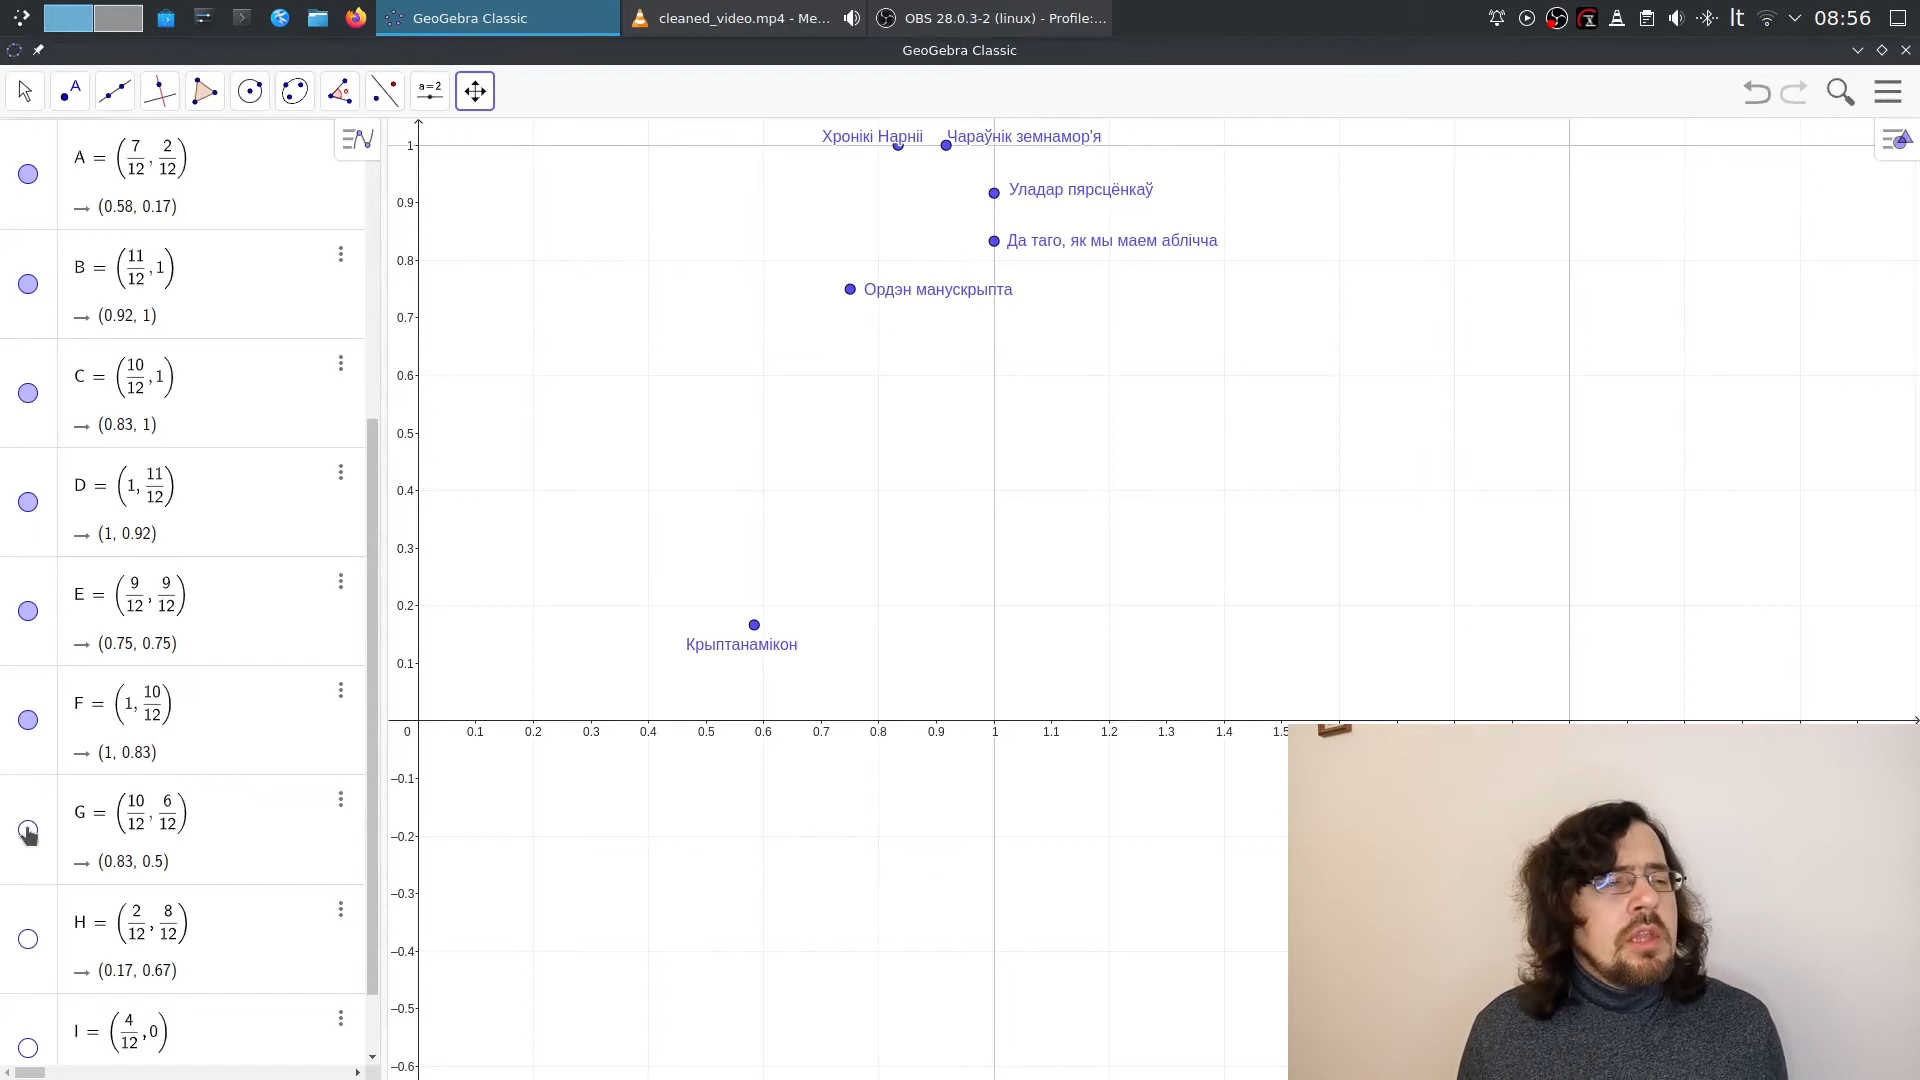 GeoGebra Classic
cleaned_video.mp4 - Me...
OBS 28.0.3-2 (linux) - Profile:...
lt
08:56
GeoGebra Classic
A
a=2
A = (7/12, 2/12)
→ (0.58, 0.17)
B = (11/12, 1)
→ (0.92, 1)
C = (10/12, 1)
→ (0.83, 1)
D = (1, 11/12)
→ (1, 0.92)
E = (9/12, 9/12)
→ (0.75, 0.75)
F = (1, 10/12)
→ (1, 0.83)
G = (10/12, 6/12)
→ (0.83, 0.5)
H = (2/12, 8/12)
→ (0.17, 0.67)
I = (4/12, 0)
Хронікі Нарніі
Чараўнік земнамор'я
Уладар пярсцёнкаў
Да таго, як мы маем аблічча
Ордэн манускрыпта
Крыптанамікон
1
0.9
0.8
0.7
0.6
0.5
0.4
0.3
0.2
0.1
0 0.1 0.2 0.3 0.4 0.5 0.6 0.7 0.8 0.9 1 1.1 1.2 1.3 1.4 1.5
–0.1
–0.2
–0.3
–0.4
–0.5
–0.6